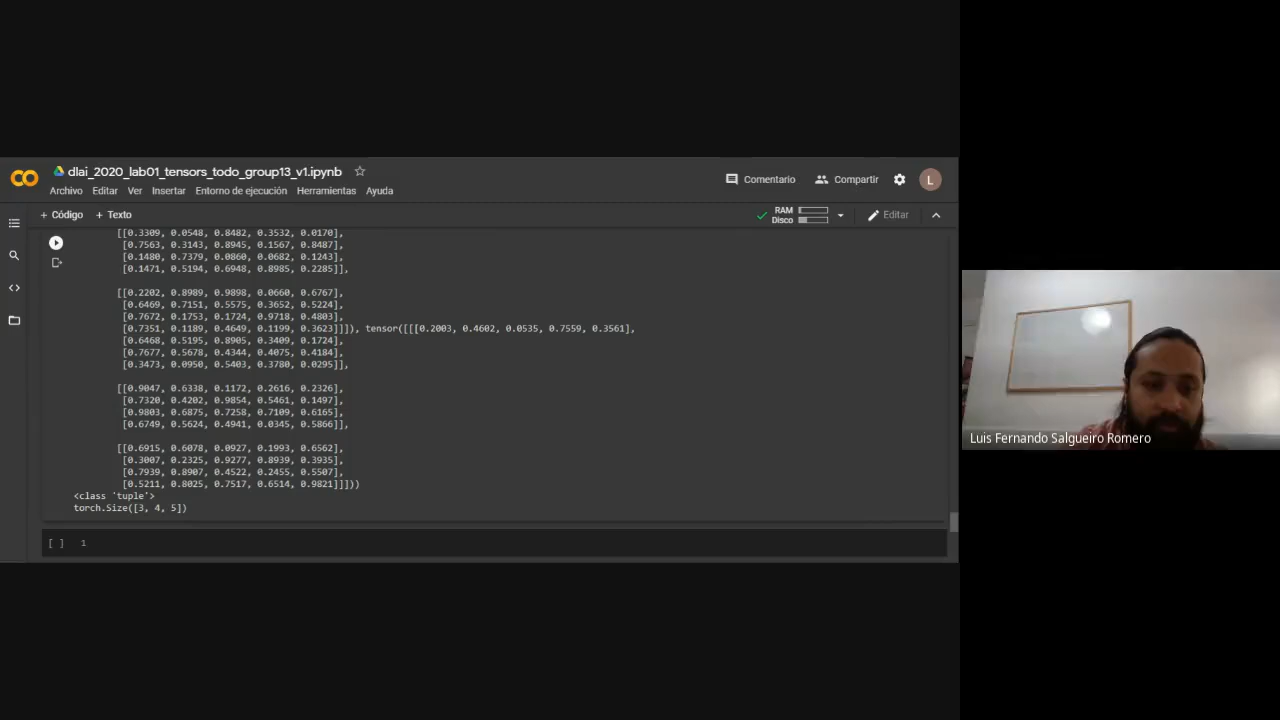 dlai_2020_lab01_tensors_todo_group13_v1.ipynb
Comentario
Compartir
L
Archivo Editar Ver Insertar Entorno de ejecución Herramientas Ayuda
+ Código + Texto
RAM
Disco
Editar
[[0.3309, 0.0548, 0.8482, 0.3532, 0.0170],
[0.7563, 0.3143, 0.8945, 0.1567, 0.8487],
[0.1480, 0.7379, 0.0860, 0.0682, 0.1243],
[0.1471, 0.5194, 0.6948, 0.8985, 0.2285]],
[[0.2202, 0.8989, 0.9898, 0.0660, 0.6767],
[0.6469, 0.7151, 0.5575, 0.3652, 0.5224],
[0.7672, 0.1753, 0.1724, 0.9718, 0.4803],
[0.7351, 0.1189, 0.4649, 0.1199, 0.3623]]]), tensor([[[0.2003, 0.4602, 0.0535, 0.7559, 0.3561],
[0.6468, 0.5195, 0.8905, 0.3409, 0.1724],
[0.7677, 0.5678, 0.4344, 0.4075, 0.4184],
[0.3473, 0.0950, 0.5403, 0.3780, 0.0295]],
[[0.9047, 0.6338, 0.1172, 0.2616, 0.2326],
[0.7320, 0.4202, 0.9854, 0.5461, 0.1497],
[0.9803, 0.6875, 0.7258, 0.7109, 0.6165],
[0.6749, 0.5624, 0.4941, 0.0345, 0.5866]],
[[0.6915, 0.6078, 0.0927, 0.1993, 0.6562],
[0.3007, 0.2325, 0.9277, 0.8939, 0.3935],
[0.7939, 0.8907, 0.4522, 0.2455, 0.5507],
[0.5211, 0.8025, 0.7517, 0.6514, 0.9821]]]))
<class 'tuple'>
torch.Size([3, 4, 5])
[ ] 1
Luis Fernando Salgueiro Romero